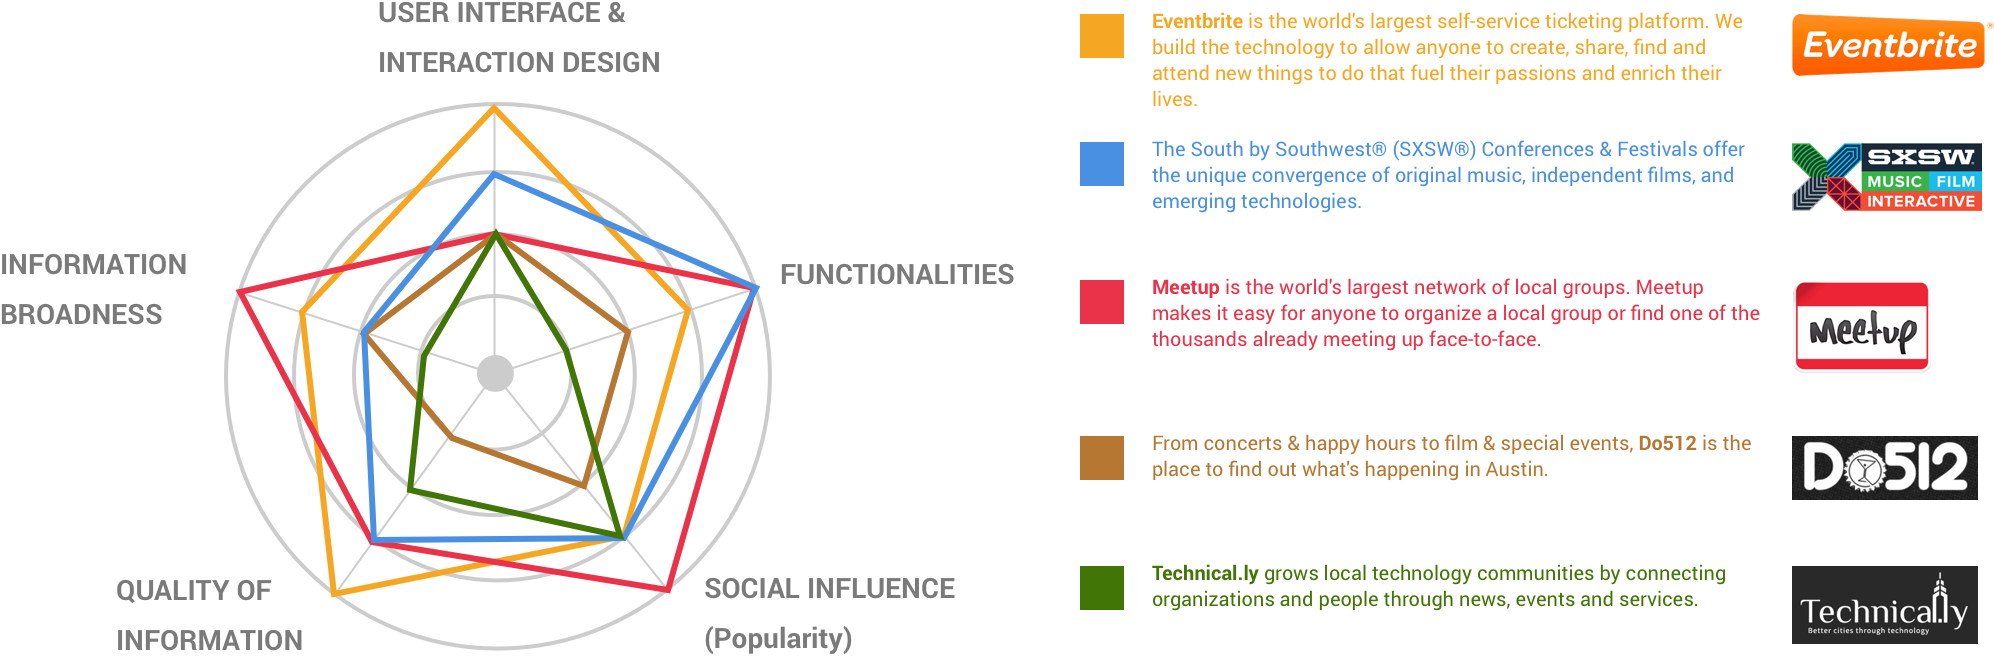 USER INTERFACE &
INTERACTION DESIGN
INFORMATION
BROADNESS
FUNCTIONALITIES
QUALITY OF
INFORMATION
SOCIAL INFLUENCE
(Popularity)
Eventbrite is the world's largest self-service ticketing platform. We
build the technology to allow anyone to create, share, find and
attend new things to do that fuel their passions and enrich their
lives.
Eventbrite®
The South by Southwest® (SXSW®) Conferences & Festivals offer
the unique convergence of original music, independent films, and
emerging technologies.
SXSW.
MUSIC FILM
INTERACTIVE
Meetup is the world's largest network of local groups. Meetup
makes it easy for anyone to organize a local group or find one of the
thousands already meeting up face-to-face.
Meetup
From concerts & happy hours to film & special events, Do512 is the
place to find out what's happening in Austin.
DO512
Technical.ly grows local technology communities by connecting
organizations and people through news, events and services.
Technical.ly
Better cities through technology